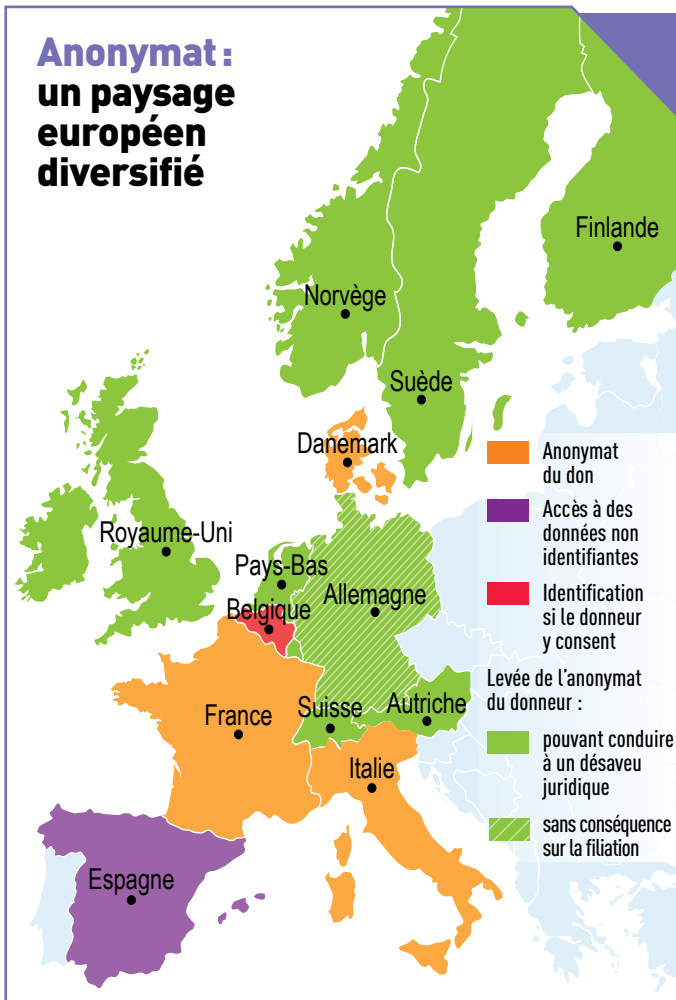 Anonymat :
un paysage
européen
diversifié
Finlande
Norvège
Suède
Danemark
Royaume-Uni
Pays-Bas
Belgique
Allemagne
France
Suisse
Autriche
Italie
Espagne
Anonymat
du don
Accès à des
données non
identifiantes
Identification
si le donneur
y consent
Levée de l'anonymat
du donneur :
pouvant conduire
à un désaveu
juridique
sans conséquence
sur la filiation